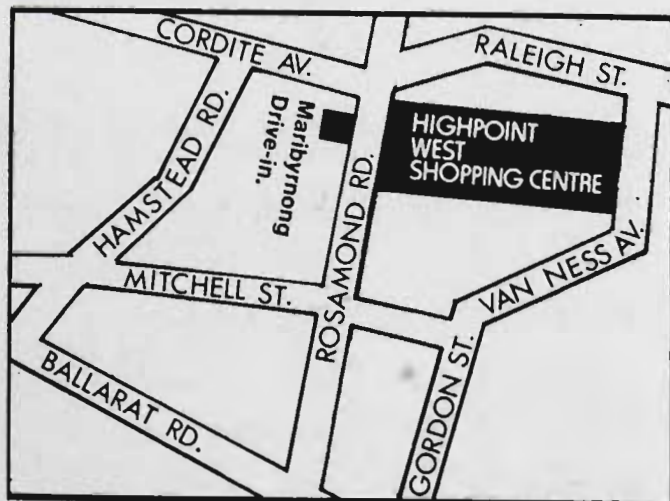 CORDITE AV.
RALEIGH ST.
HAMSTEAD RD.
Maribyrnong
Drive-in.
ROSAMOND RD.
HIGHPOINT
WEST
SHOPPING CENTRE
MITCHELL ST.
VAN NESS AV.
BALLARAT RD.
GORDON ST.